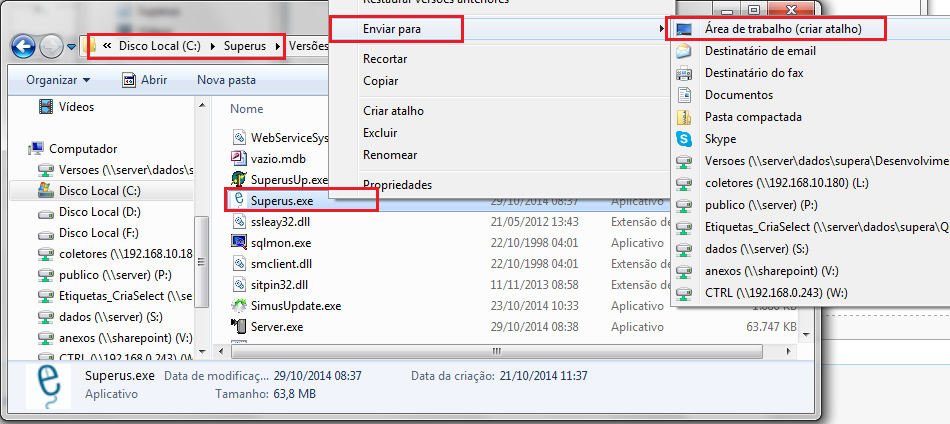 Superus
Vídeos
Restaurar versões anteriores
Enviar para
Recortar
Copiar
Criar atalho
Excluir
Renomear
Propriedades
Área de trabalho (criar atalho)
Destinatário de email
Destinatário do fax
Documentos
Pasta compactada
Skype
Versoes (\\server\dados\supera\Desenvolvime
coletores (\\192.168.10.180) (L:)
publico (\\server) (P:)
Etiquetas_CriaSelect (\\server\dados\supera\Q
dados (\\server) (S:)
anexos (\\sharepoint) (V:)
CTRL (\\192.168.0.243) (W:)
« Disco Local (C:) Superus Versões
Organizar Abrir Nova pasta
Vídeos
Computador
Versoes (\\server\dados\s
Disco Local (C:)
Disco Local (D:)
Disco Local (F:)
coletores (\\192.168.10.18
publico (\\server) (P:)
Etiquetas_CriaSelect (\\se
dados (\\server) (S:)
anexos (\\sharepoint) (V:)
CTRL (\\192.168.0.243) (W
Nome
WebServiceSys
vazio.mdb
SuperusUp.exe
Superus.exe 29/10/2014 08:37 Aplicativo
ssleay32.dll 21/05/2012 13:43 Extensão de
sqlmon.exe 22/10/1998 04:01 Aplicativo
smclient.dll 22/10/1998 04:01 Extensão de
sitpin32.dll 11/11/2013 08:58 Extensão de
SimusUpdate.exe 23/04/2014 10:33 Aplicativo
Server.exe 29/10/2014 08:38 Aplicativo 63.747 KB
Superus.exe Data de modificaç... 29/10/2014 08:37 Data da criação: 21/10/2014 11:37
Aplicativo Tamanho: 63,8 MB